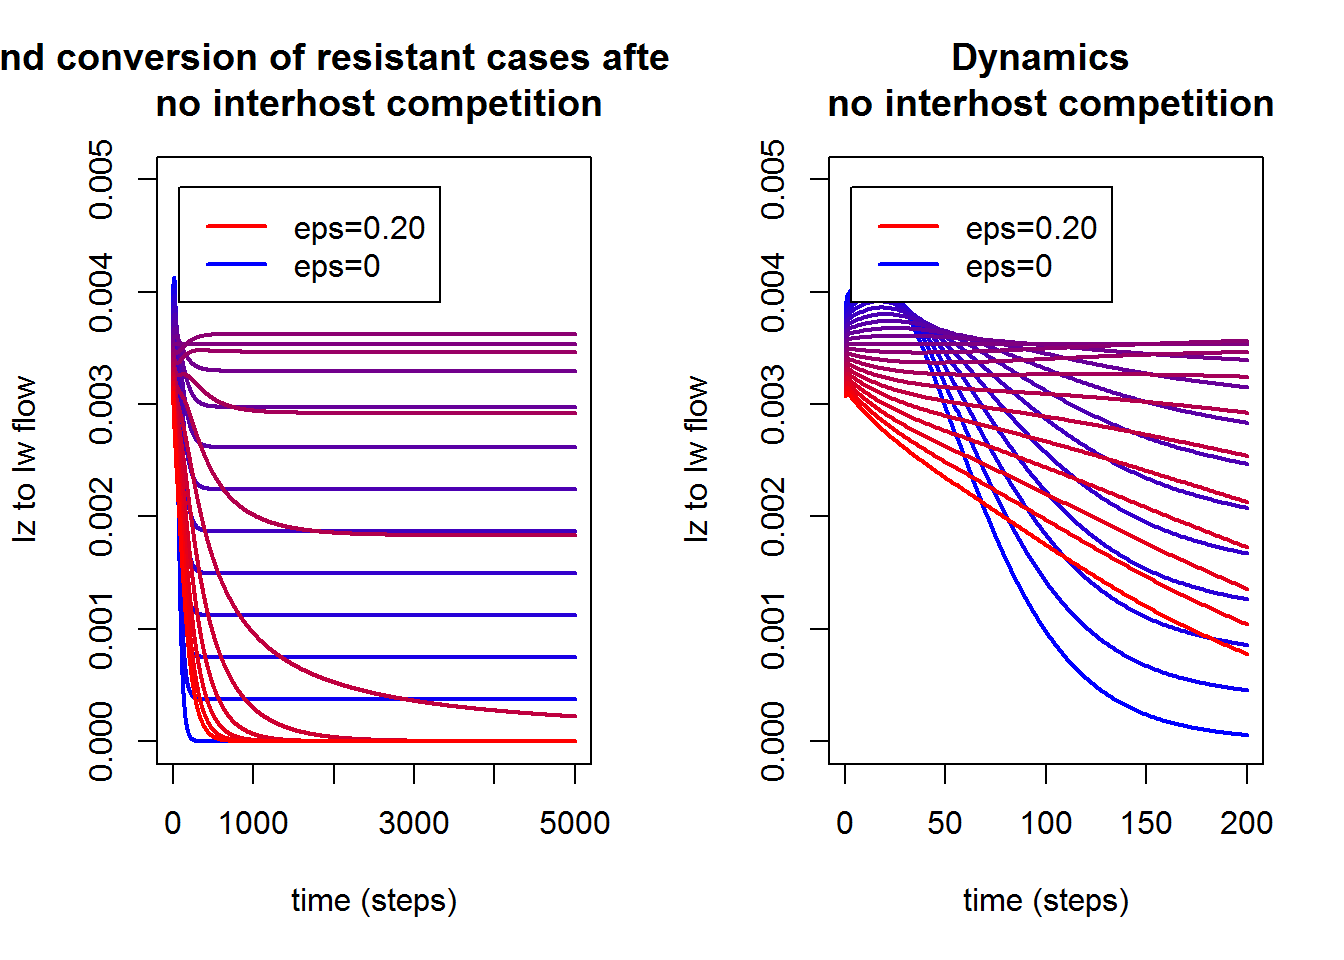 nd conversion of resistant cases afte
no interhost competition
Iz to Iw flow
0.005
0.004
0.003
0.002
0.001
0.000
eps=0.20
eps=0
0
1000
3000
5000
time (steps)
Dynamics
no interhost competition
Iz to Iw flow
0.005
0.004
0.003
0.002
0.001
0.000
eps=0.20
eps=0
0
50
100
150
200
time (steps)